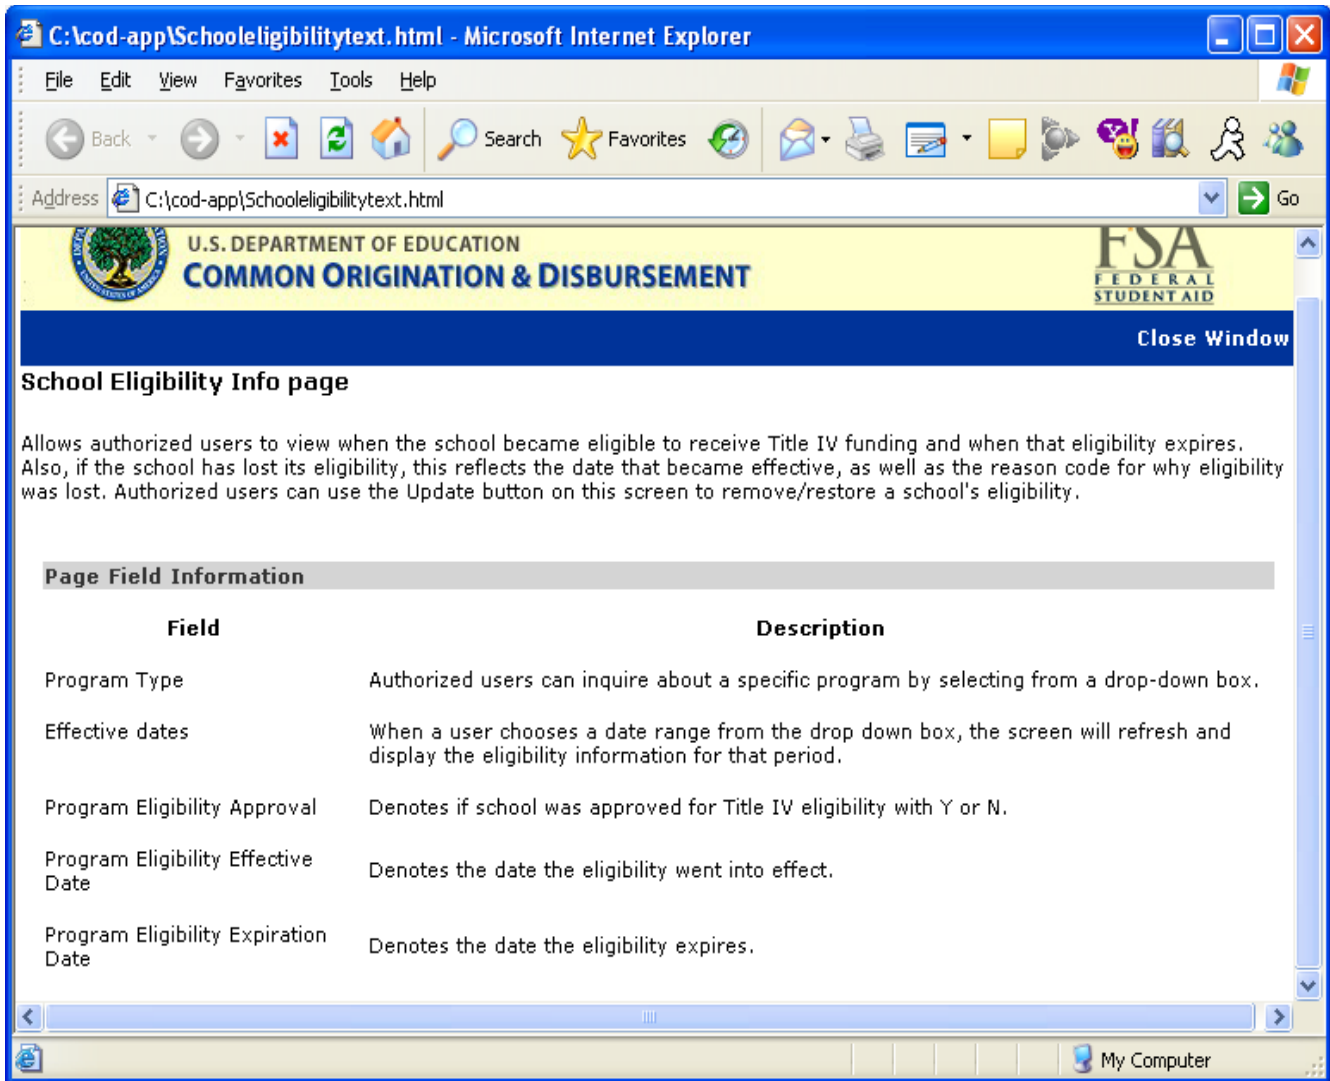 C:\cod-app\Schooleligibilitytext.html - Microsoft Internet Explorer
File Edit View Favorites Tools Help
Back Search Favorites
Address C:\cod-app\Schooleligibilitytext.html Go
U.S. DEPARTMENT OF EDUCATION
COMMON ORIGINATION & DISBURSEMENT
FSA
FEDERAL
STUDENT AID
Close Window
School Eligibility Info page
Allows authorized users to view when the school became eligible to receive Title IV funding and when that eligibility expires.
Also, if the school has lost its eligibility, this reflects the date that became effective, as well as the reason code for why eligibility
was lost. Authorized users can use the Update button on this screen to remove/restore a school's eligibility.
Page Field Information
Field Description
Program Type Authorized users can inquire about a specific program by selecting from a drop-down box.
Effective dates When a user chooses a date range from the drop down box, the screen will refresh and
display the eligibility information for that period.
Program Eligibility Approval Denotes if school was approved for Title IV eligibility with Y or N.
Program Eligibility Effective
Date
Denotes the date the eligibility went into effect.
Program Eligibility Expiration
Date
Denotes the date the eligibility expires.
My Computer